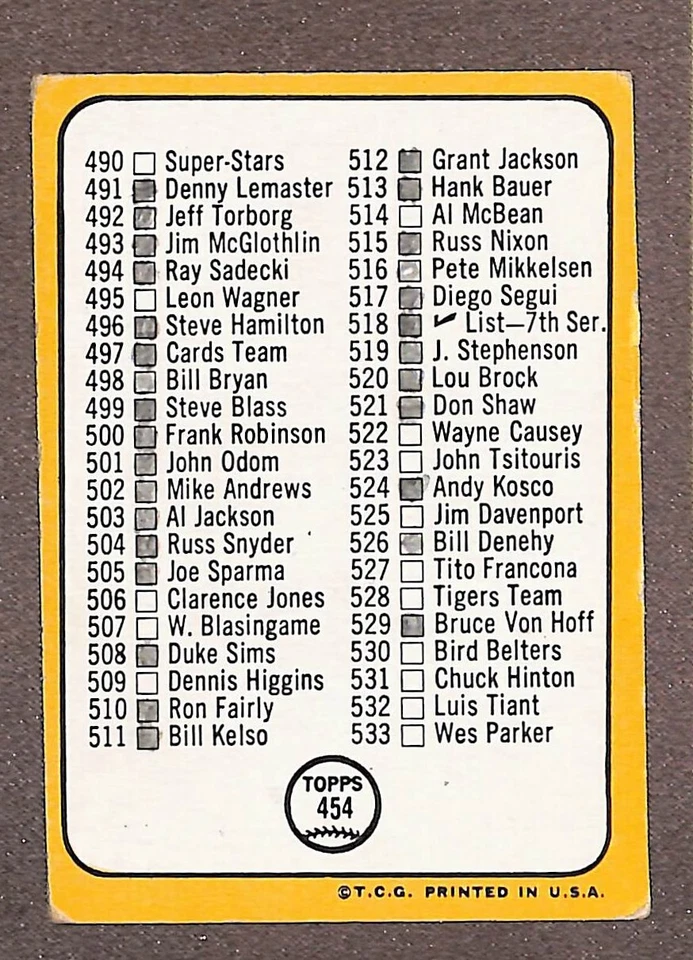 490 Super-Stars
491 Denny Lemaster
492 Jeff Torborg
493 Jim McGlothlin
494 Ray Sadecki
495 Leon Wagner
496 Steve Hamilton
497 Cards Team
498 Bill Bryan
499 Steve Blass
500 Frank Robinson
501 John Odom
502 Mike Andrews
503 Al Jackson
504 Russ Snyder
505 Joe Sparma
506 Clarence Jones
507 W. Blasingame
508 Duke Sims
509 Dennis Higgins
510 Ron Fairly
511 Bill Kelso
512 Grant Jackson
513 Hank Bauer
514 Al McBean
515 Russ Nixon
516 Pete Mikkelsen
517 Diego Segui
518 ✓ List—7th Ser.
519 J. Stephenson
520 Lou Brock
521 Don Shaw
522 Wayne Causey
523 John Tsitouris
524 Andy Kosco
525 Jim Davenport
526 Bill Denehy
527 Tito Francona
528 Tigers Team
529 Bruce Von Hoff
530 Bird Belters
531 Chuck Hinton
532 Luis Tiant
533 Wes Parker
TOPPS
454
©T.C.G. PRINTED IN U.S.A.